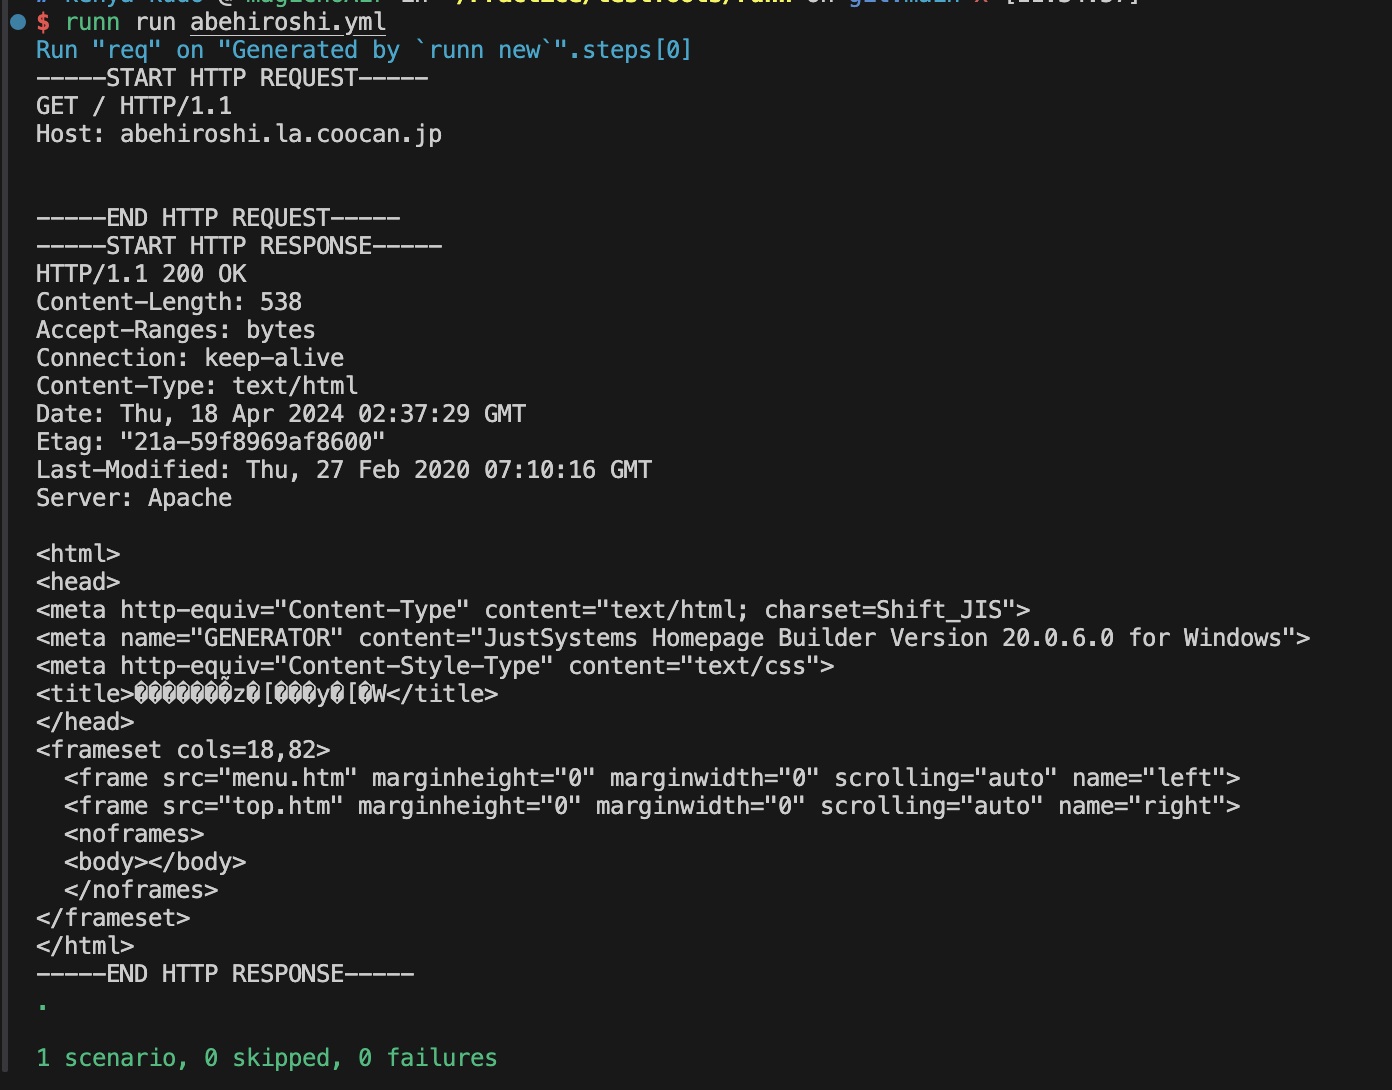 $ runn run abehiroshi.yml
Run "req" on "Generated by `runn new`".steps[0]
-----START HTTP REQUEST-----
GET / HTTP/1.1
Host: abehiroshi.la.coocan.jp
-----END HTTP REQUEST-----
-----START HTTP RESPONSE-----
HTTP/1.1 200 OK
Content-Length: 538
Accept-Ranges: bytes
Connection: keep-alive
Content-Type: text/html
Date: Thu, 18 Apr 2024 02:37:29 GMT
Etag: "21a-59f8969af8600"
Last-Modified: Thu, 27 Feb 2020 07:10:16 GMT
Server: Apache
<html>
<head>
<meta http-equiv="Content-Type" content="text/html; charset=Shift_JIS">
<meta name="GENERATOR" content="JustSystems Homepage Builder Version 20.0.6.0 for Windows">
<meta http-equiv="Content-Style-Type" content="text/css">
<title>�������̃z�[���y�[�W</title>
</head>
<frameset cols=18,82>
  <frame src="menu.htm" marginheight="0" marginwidth="0" scrolling="auto" name="left">
  <frame src="top.htm" marginheight="0" marginwidth="0" scrolling="auto" name="right">
  <noframes>
  <body></body>
  </noframes>
</frameset>
</html>
-----END HTTP RESPONSE-----
.
1 scenario, 0 skipped, 0 failures